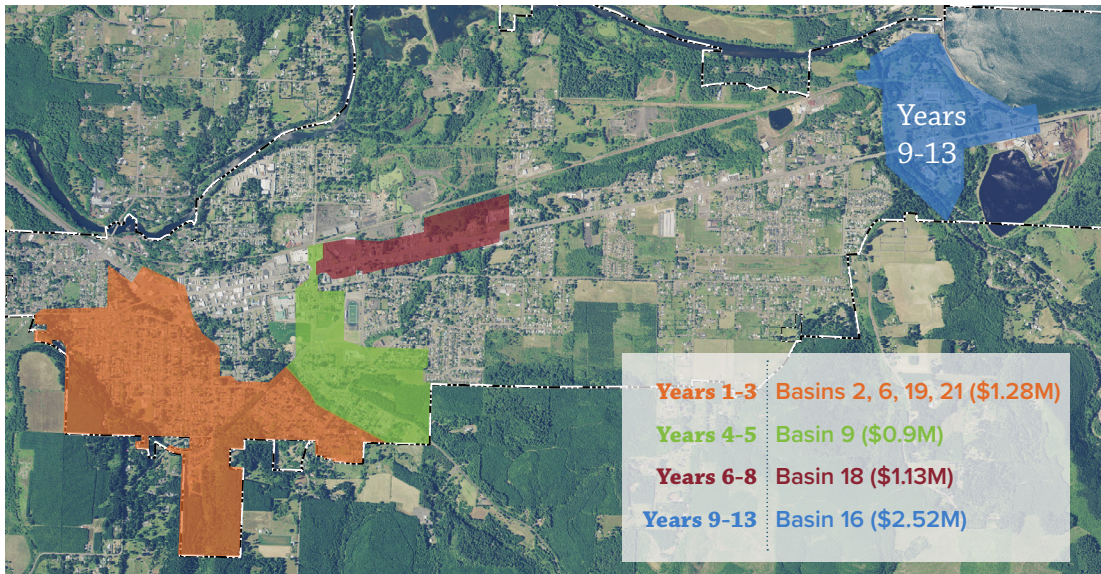 Years
9-13
Years 1-3 Basins 2, 6, 19, 21 ($1.28M)
Years 4-5 Basin 9 ($0.9M)
Years 6-8 Basin 18 ($1.13M)
Years 9-13 Basin 16 ($2.52M)